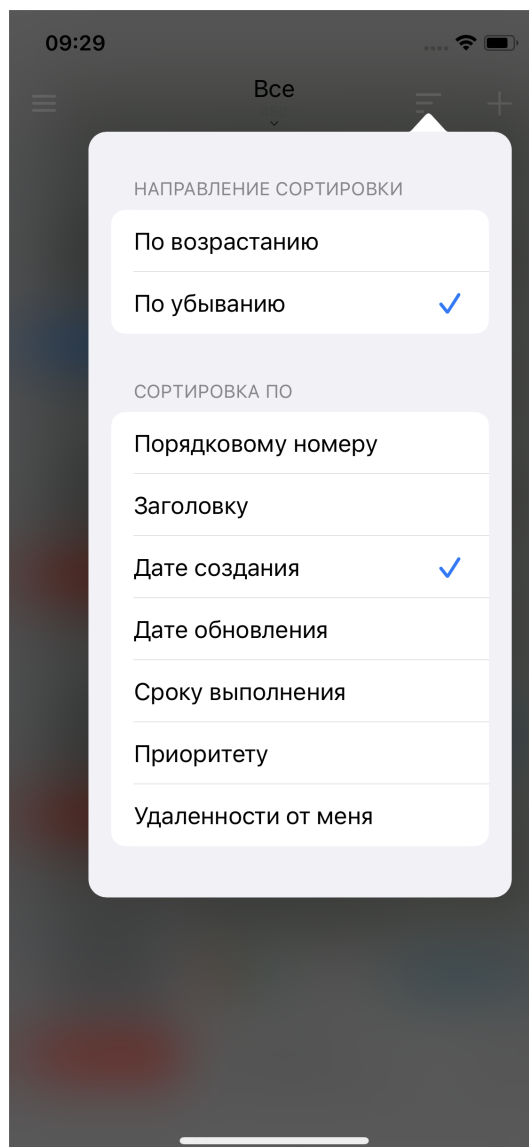 09:29
Все
НАПРАВЛЕНИЕ СОРТИРОВКИ
По возрастанию
По убыванию
СОРТИРОВКА ПО
Порядковому номеру
Заголовку
Дате создания
Дате обновления
Сроку выполнения
Приоритету
Удаленности от меня